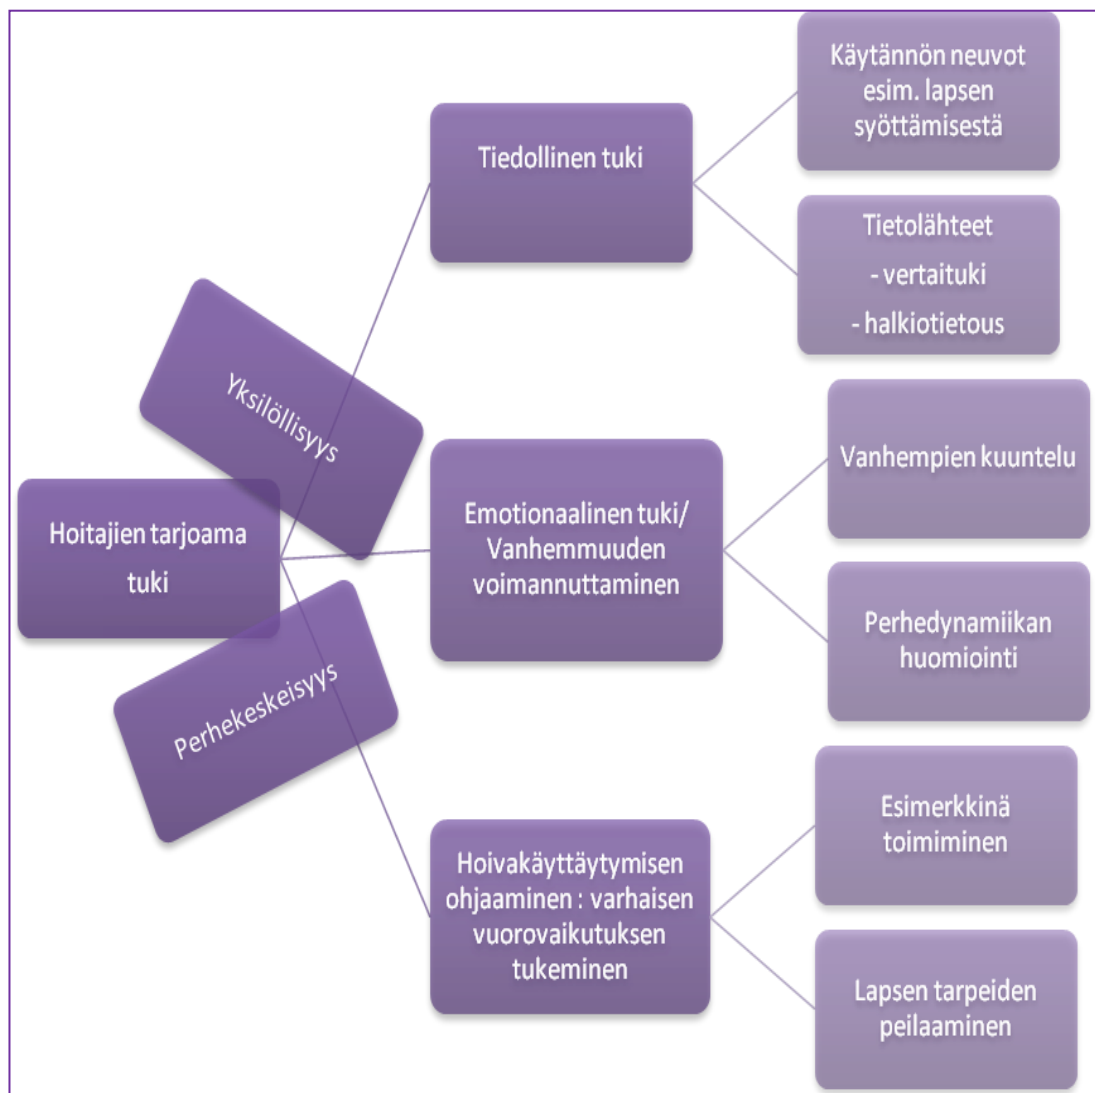 Hoitajien tarjoama
tuki
Yksilöllisyys
Perhekeskeisyys
Tiedollinen tuki
Käytännön neuvot
esim. lapsen
syöttämisestä
Tietolähteet
- vertaituki
- halkiotietous
Emotionaalinen tuki/
Vanhemmuuden
voimannuttaminen
Vanhempien kuuntelu
Perhedynamiikan
huomiointi
Hoivakäyttäytymisen
ohjaaminen : varhaisen
vuorovaikutuksen
tukeminen
Esimerkkinä
toimiminen
Lapsen tarpeiden
peilaaminen